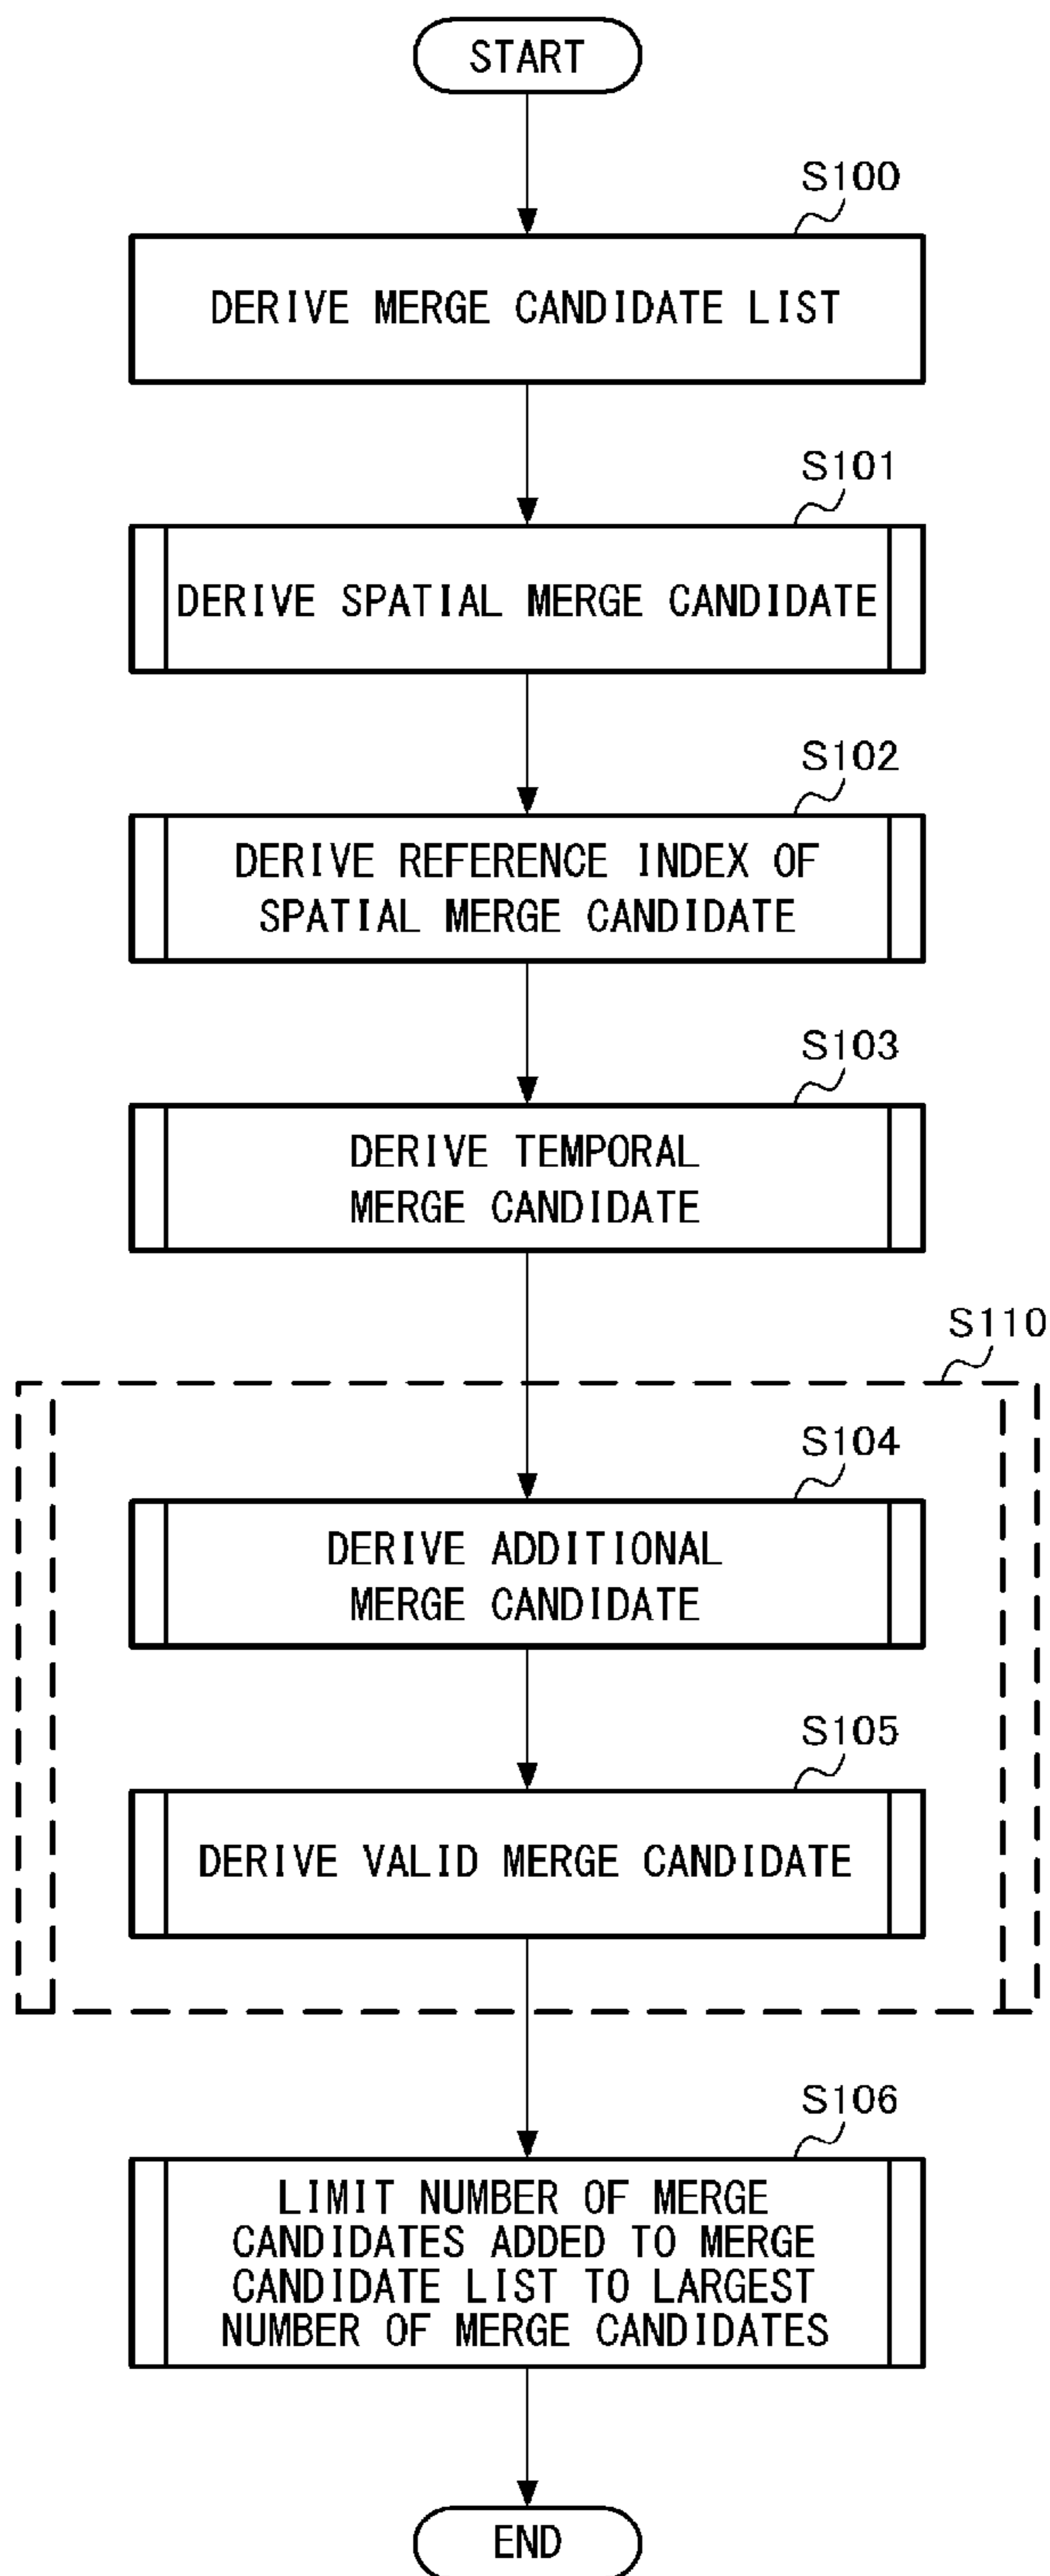 START
S100
DERIVE MERGE CANDIDATE LIST
S101
DERIVE SPATIAL MERGE CANDIDATE
S102
DERIVE REFERENCE INDEX OF
SPATIAL MERGE CANDIDATE
S103
DERIVE TEMPORAL
MERGE CANDIDATE
S110
S104
DERIVE ADDITIONAL
MERGE CANDIDATE
S105
DERIVE VALID MERGE CANDIDATE
S106
LIMIT NUMBER OF MERGE
CANDIDATES ADDED TO MERGE
CANDIDATE LIST TO LARGEST
NUMBER OF MERGE CANDIDATES
END